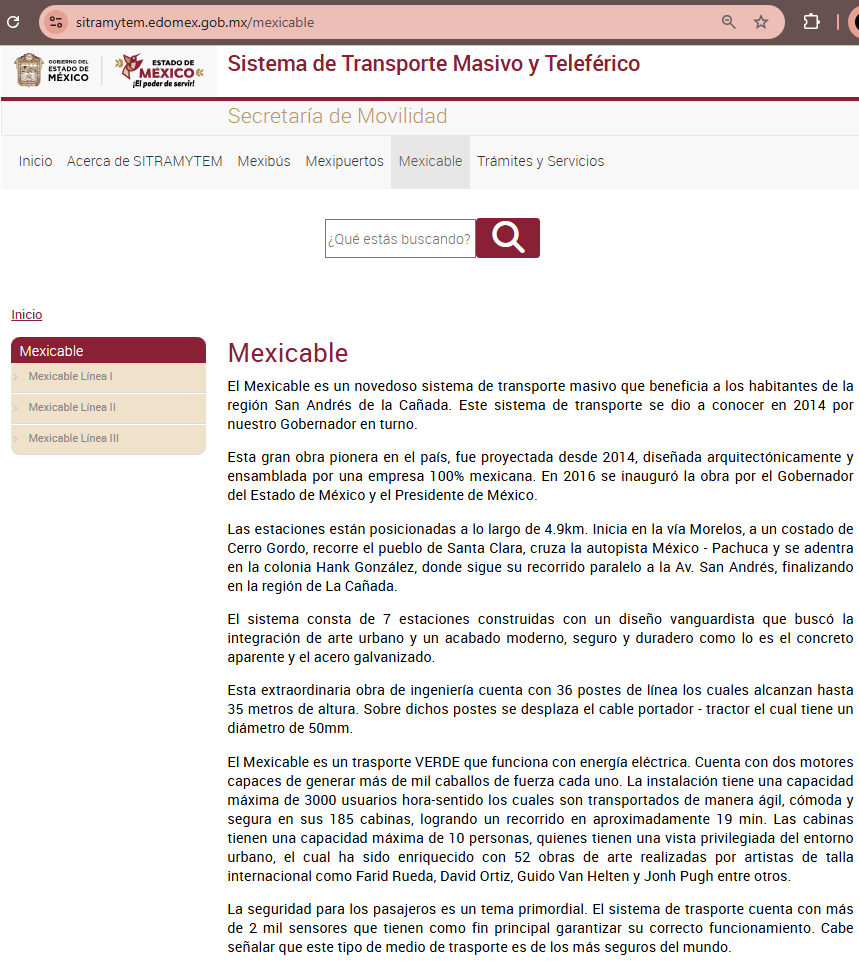 sitramytem.edomex.gob.mx/mexicable
GOBIERNO DEL
ESTADO DE
MÉXICO
ESTADO DE
MÉXICO
¡El poder de servir!
Sistema de Transporte Masivo y Teleférico
Secretaría de Movilidad
Inicio Acerca de SITRAMYTEM Mexibús Mexipuertos Mexicable Trámites y Servicios
¿Qué estás buscando?
Inicio
Mexicable
Mexicable Línea I
Mexicable Línea II
Mexicable Línea III
Mexicable
El Mexicable es un novedoso sistema de transporte masivo que beneficia a los habitantes de la
región San Andrés de la Cañada. Este sistema de transporte se dio a conocer en 2014 por
nuestro Gobernador en turno.
Esta gran obra pionera en el país, fue proyectada desde 2014, diseñada arquitectónicamente y
ensamblada por una empresa 100% mexicana. En 2016 se inauguró la obra por el Gobernador
del Estado de México y el Presidente de México.
Las estaciones están posicionadas a lo largo de 4.9km. Inicia en la vía Morelos, a un costado de
Cerro Gordo, recorre el pueblo de Santa Clara, cruza la autopista México - Pachuca y se adentra
en la colonia Hank González, donde sigue su recorrido paralelo a la Av. San Andrés, finalizando
en la región de La Cañada.
El sistema consta de 7 estaciones construidas con un diseño vanguardista que buscó la
integración de arte urbano y un acabado moderno, seguro y duradero como lo es el concreto
aparente y el acero galvanizado.
Esta extraordinaria obra de ingeniería cuenta con 36 postes de línea los cuales alcanzan hasta
35 metros de altura. Sobre dichos postes se desplaza el cable portador - tractor el cual tiene un
diámetro de 50mm.
El Mexicable es un trasporte VERDE que funciona con energía eléctrica. Cuenta con dos motores
capaces de generar más de mil caballos de fuerza cada uno. La instalación tiene una capacidad
máxima de 3000 usuarios hora-sentido los cuales son transportados de manera ágil, cómoda y
segura en sus 185 cabinas, logrando un recorrido en aproximadamente 19 min. Las cabinas
tienen una capacidad máxima de 10 personas, quienes tienen una vista privilegiada del entorno
urbano, el cual ha sido enriquecido con 52 obras de arte realizadas por artistas de talla
internacional como Farid Rueda, David Ortiz, Guido Van Helten y Jonh Pugh entre otros.
La seguridad para los pasajeros es un tema primordial. El sistema de trasporte cuenta con más
de 2 mil sensores que tienen como fin principal garantizar su correcto funcionamiento. Cabe
señalar que este tipo de medio de trasporte es de los más seguros del mundo.